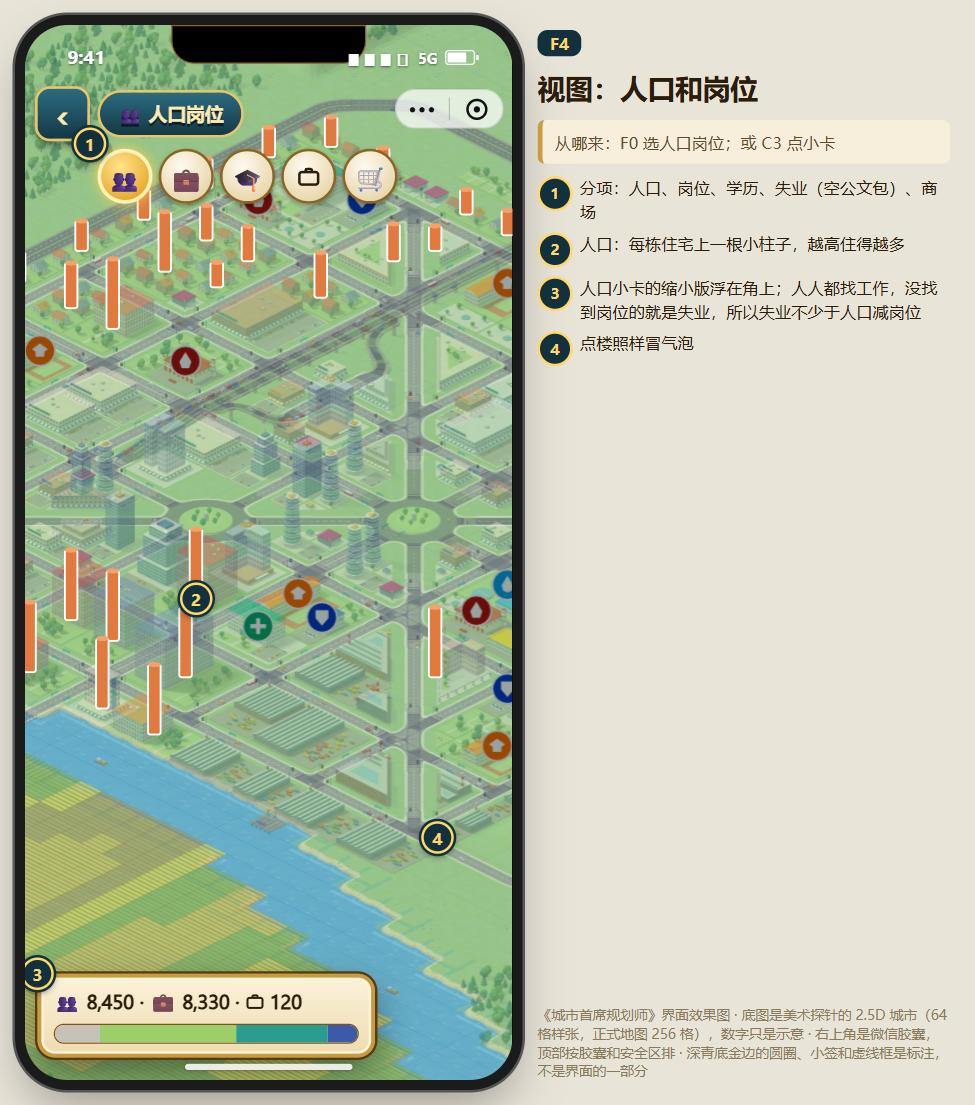 9:41
5G
人口岗位
1
2
4
3
8,450 · 8,330 · 120
F4
视图：人口和岗位
从哪来：F0 选人口岗位；或 C3 点小卡
1 分项：人口、岗位、学历、失业（空公文包）、商
场
2 人口：每栋住宅上一根小柱子，越高住得越多
3 人口小卡的缩小版浮在角上；人人都找工作，没找
到岗位的就是失业，所以失业不少于人口减岗位
4 点楼照样冒气泡
《城市首席规划师》界面效果图 · 底图是美术探针的 2.5D 城市（64
格样张，正式地图 256 格），数字只是示意 · 右上角是微信胶囊，
顶部按胶囊和安全区排 · 深青底金边的圆圈、小签和虚线框是标注，
不是界面的一部分